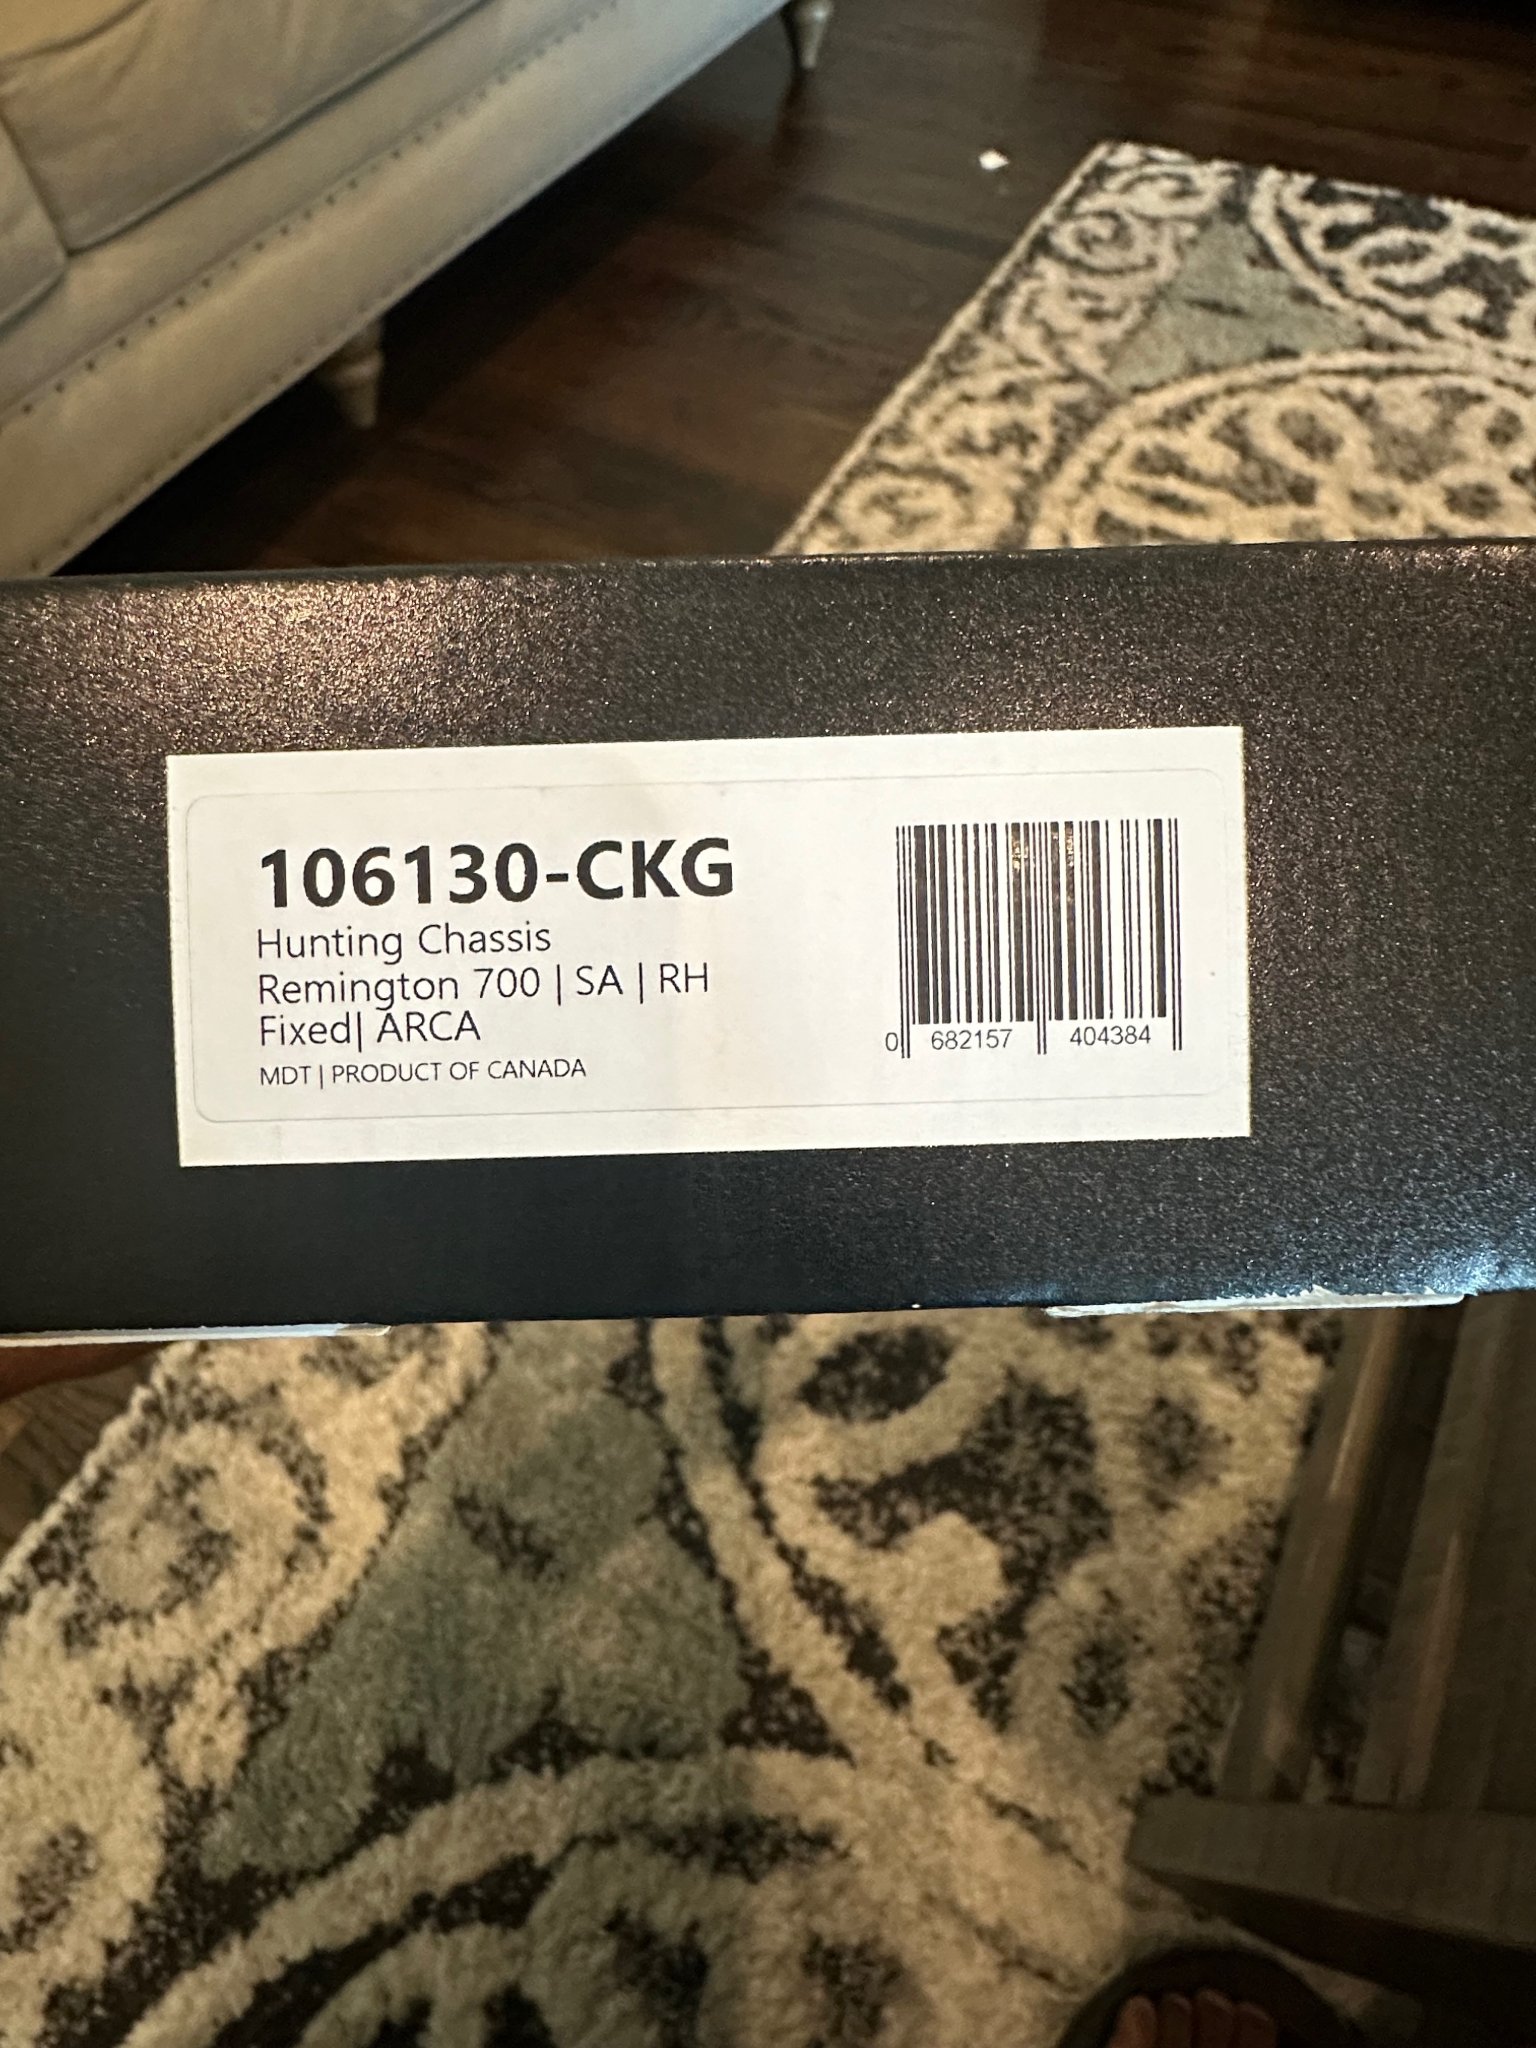 106130-CKG
Hunting Chassis
Remington 700 | SA | RH
Fixed| ARCA
MDT | PRODUCT OF CANADA
0 682157 404384